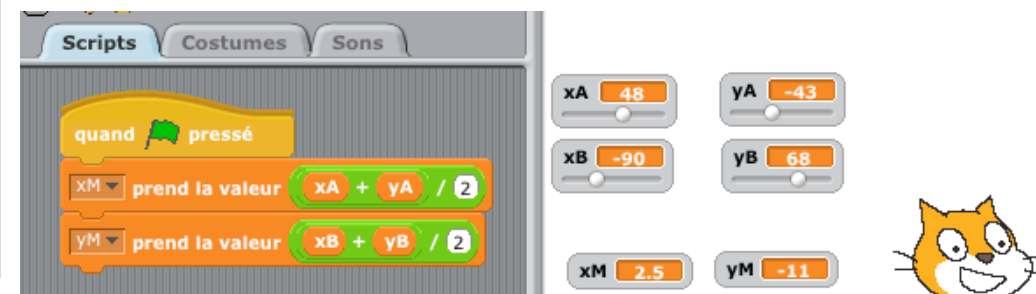 Scripts Costumes Sons
quand pressé
xM prend la valeur xA + yA / 2
yM prend la valeur xB + yB / 2
xA 48 yA -43
xB -90 yB 68
xM 2.5 yM -11